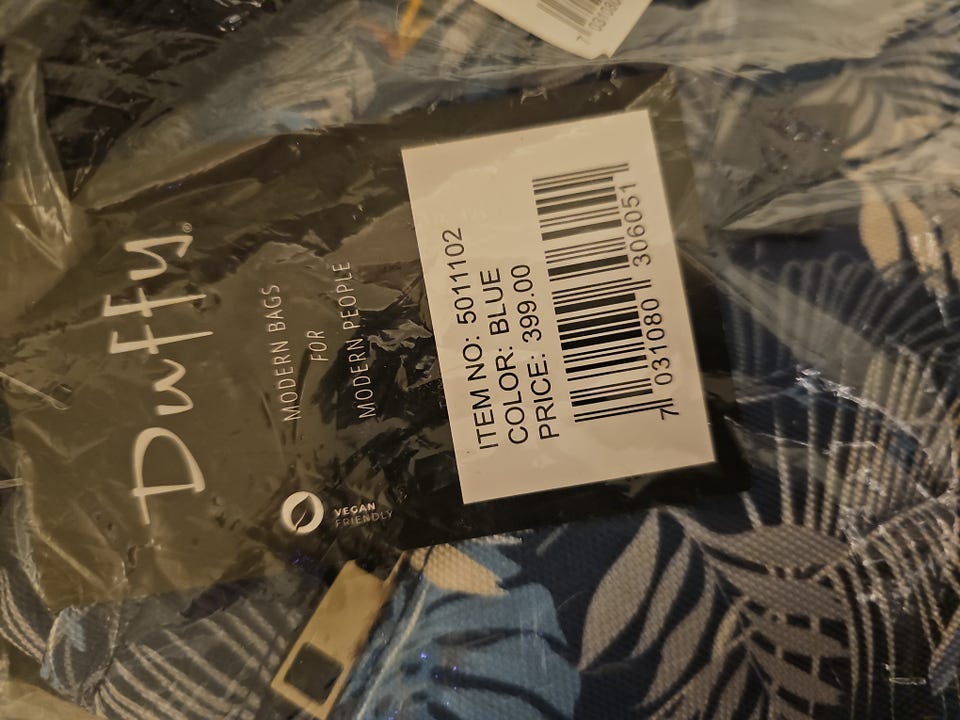 Duffy®
MODERN BAGS
FOR
MODERN PEOPLE
VEGAN
FRIENDLY
ITEM NO: 5011102
COLOR: BLUE
PRICE: 399.00
7 031080 306051